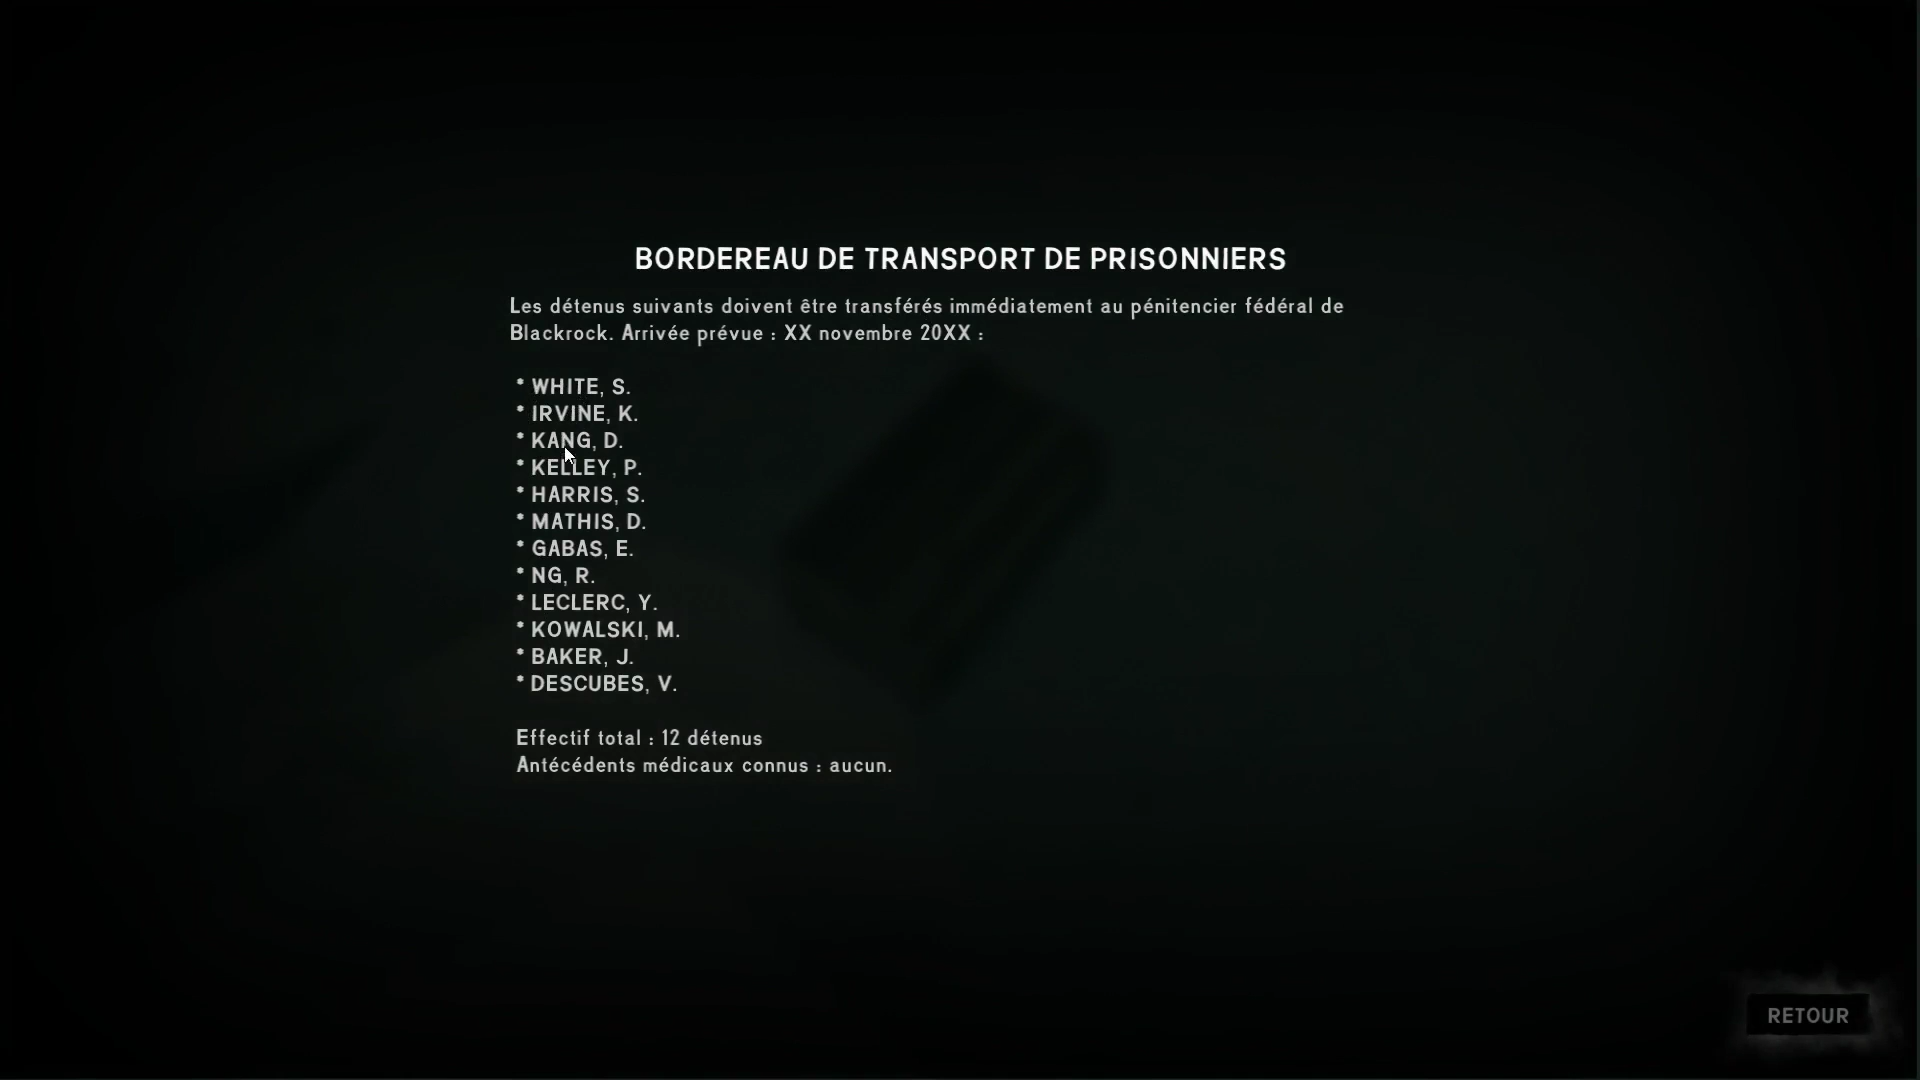 BORDEREAU DE TRANSPORT DE PRISONNIERS
Les détenus suivants doivent être transférés immédiatement au pénitencier fédéral de
Blackrock. Arrivée prévue : XX novembre 20XX :
* WHITE, S.
* IRVINE, K.
* KANG, D.
* KELLEY, P.
* HARRIS, S.
* MATHIS, D.
* GABAS, E.
* NG, R.
* LECLERC, Y.
* KOWALSKI, M.
* BAKER, J.
* DESCUBES, V.
Effectif total : 12 détenus
Antécédents médicaux connus : aucun.
RETOUR